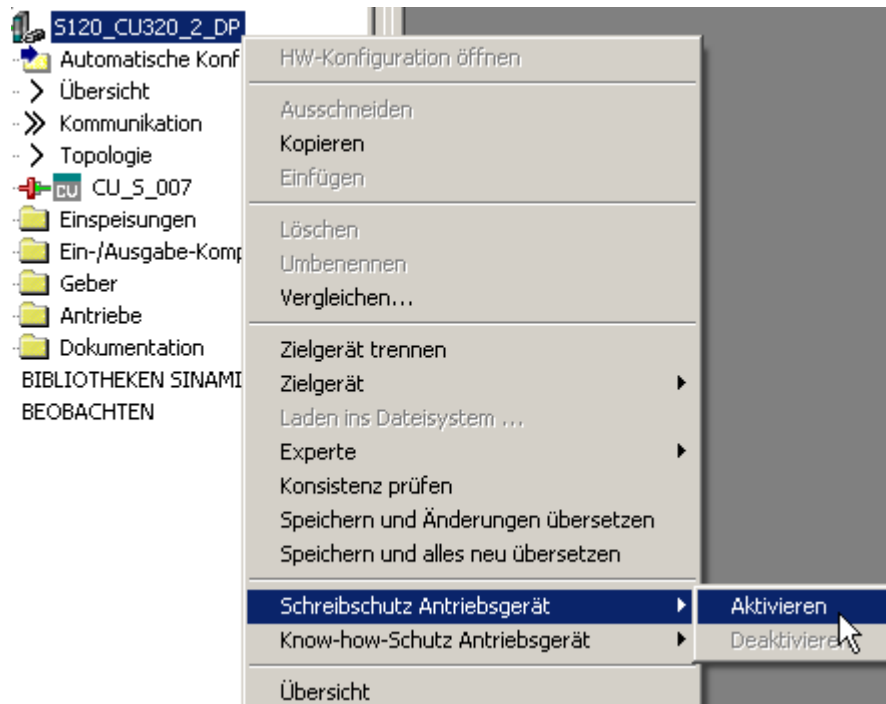 S120_CU320_2_DP
Automatische Konf
Übersicht
Kommunikation
Topologie
CU CU_S_007
Einspeisungen
Ein-/Ausgabe-Komp
Geber
Antriebe
Dokumentation
BIBLIOTHEKEN SINAMI
BEOBACHTEN
HW-Konfiguration öffnen
Ausschneiden
Kopieren
Einfügen
Löschen
Umbenennen
Vergleichen...
Zielgerät trennen
Zielgerät
Laden ins Dateisystem ...
Experte
Konsistenz prüfen
Speichern und Änderungen übersetzen
Speichern und alles neu übersetzen
Schreibschutz Antriebsgerät
Know-how-Schutz Antriebsgerät
Übersicht
Aktivieren
Deaktivieren